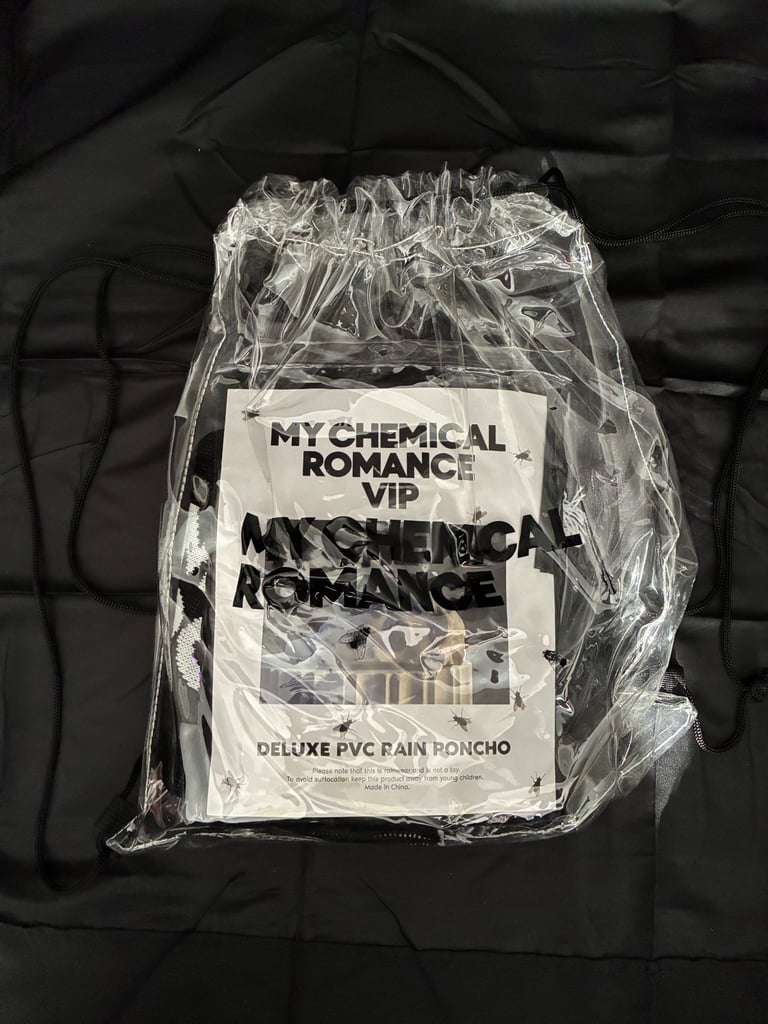 MY CHEMICAL
ROMANCE
VIP
MY CHEMICAL
ROMANCE
DELUXE PVC RAIN PONCHO
Please note that this is rainwear and is not a toy.
To avoid suffocation keep this product away from young children.
Made In China.